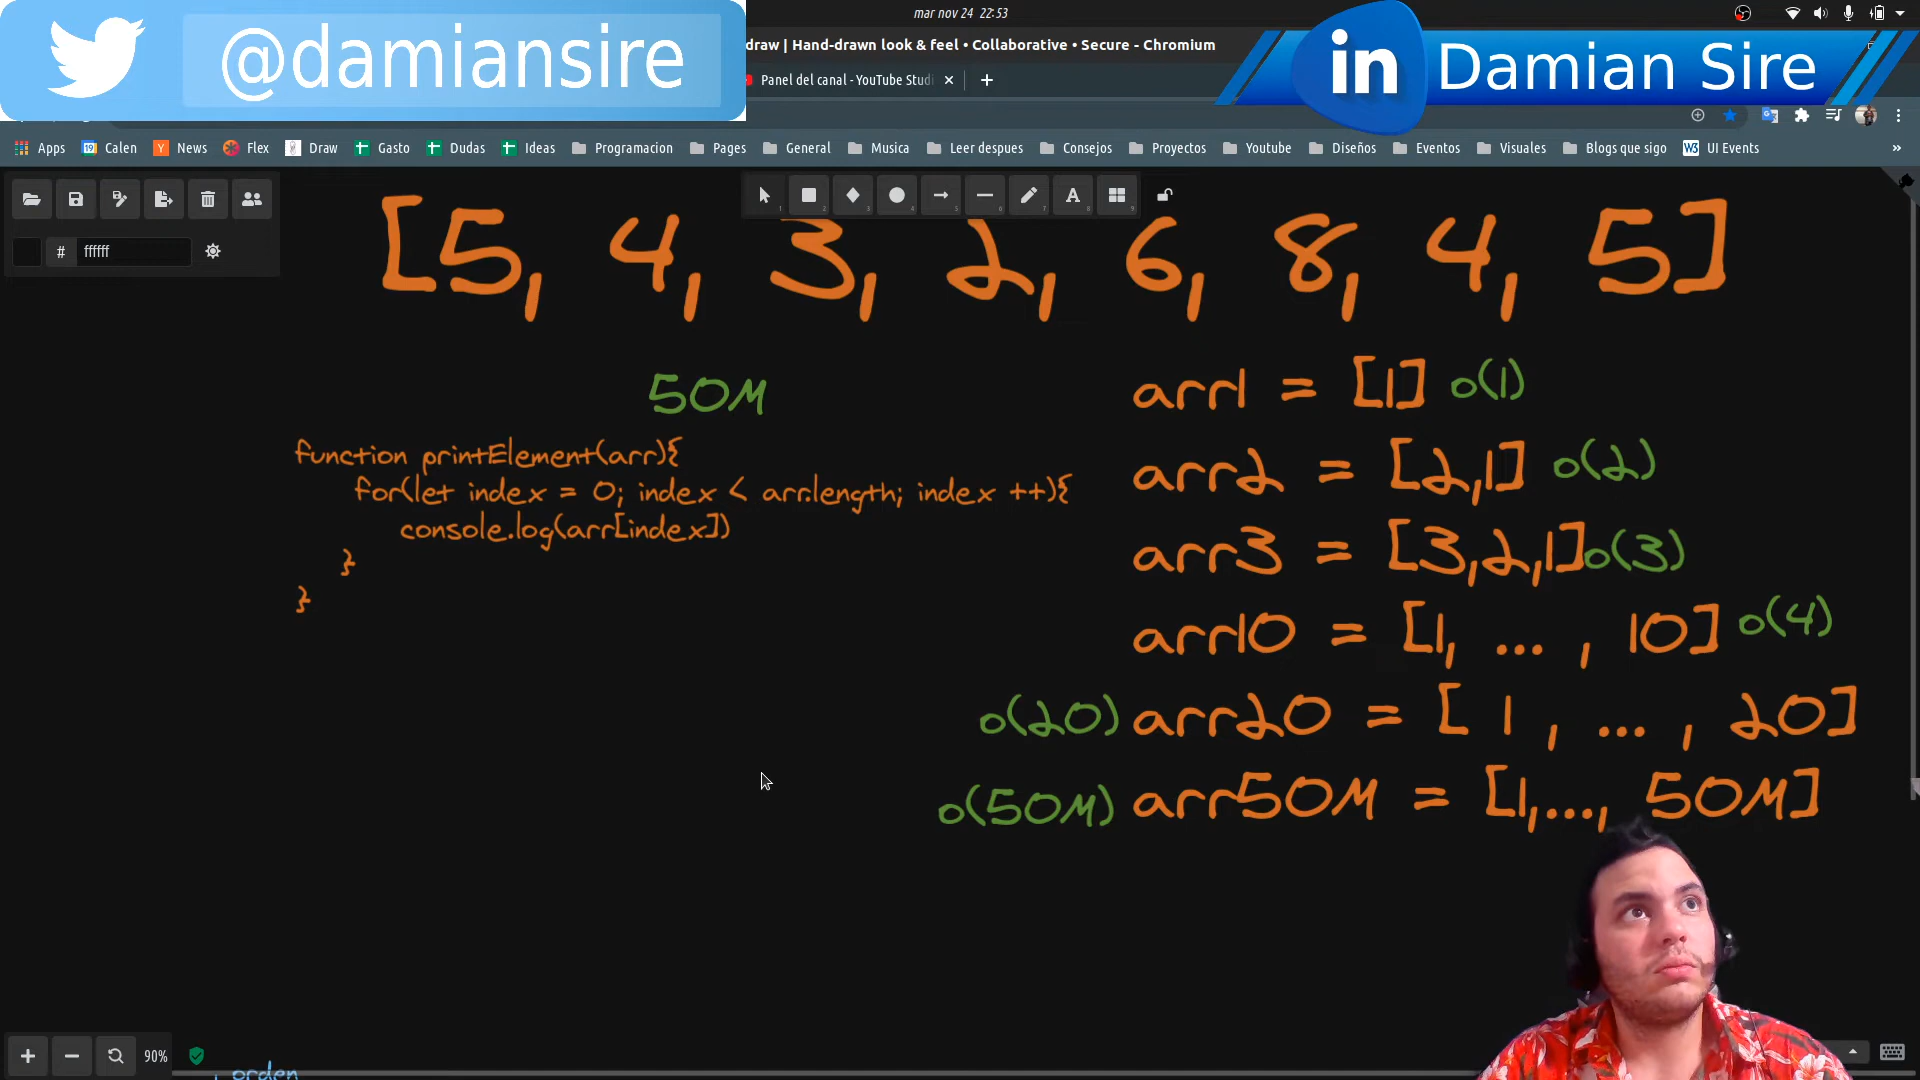 mar nov 24 22:53
@damiansire
draw | Hand-drawn look & feel • Collaborative • Secure - Chromium
in Damian Sire
Panel del canal - YouTube Studi
Apps Calen News Flex Draw Gasto Dudas Ideas Programacion Pages General Musica Leer despues Consejos Proyectos Youtube Diseños Eventos Visuales Blogs que sigo UI Events
# ffffff
[5, 4, 3, 2, 6, 8, 4, 5]
50M
function printElement(arr){
for(let index = 0; index < arr.length; index ++){
console.log(arr[index])
}
}
arr1 = [1] o(1)
arr2 = [2,1] o(2)
arr3 = [3,2,1] o(3)
arr10 = [1, ... , 10] o(4)
o(20) arr20 = [ 1 , ... , 20]
o(50M) arr50M = [1,..., 50M]
90%
orden